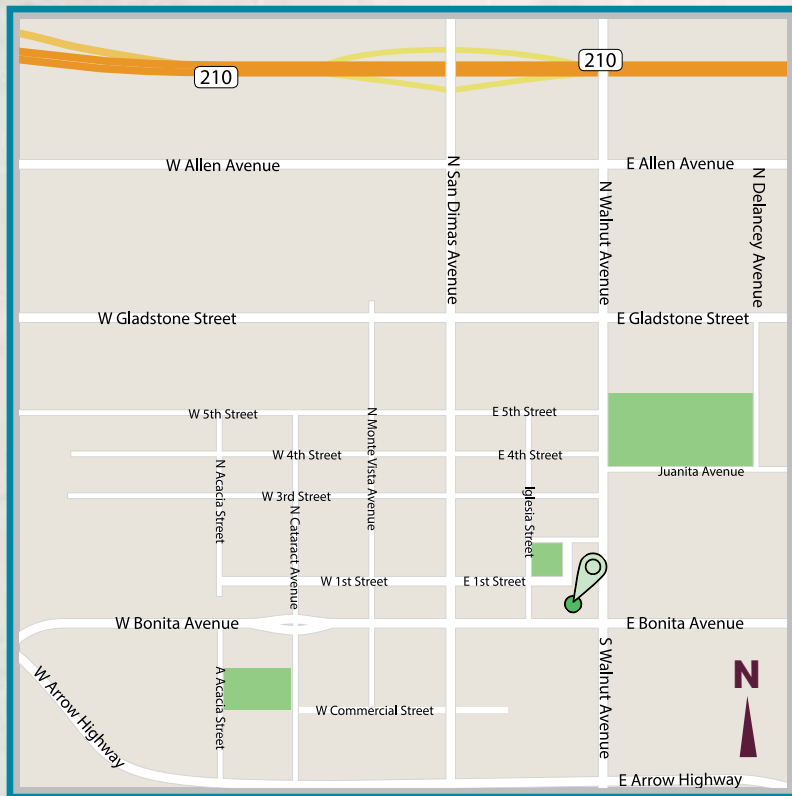 210
210
W Allen Avenue
E Allen Avenue
N San Dimas Avenue
N Walnut Avenue
N Delancey Avenue
W Gladstone Street
E Gladstone Street
W 5th Street
E 5th Street
N Monte Vista Avenue
W 4th Street
E 4th Street
N Acacia Street
Juanita Avenue
W 3rd Street
Iglesia Street
N Cataract Avenue
W 1st Street
E 1st Street
W Bonita Avenue
E Bonita Avenue
S Walnut Avenue
W Arrow Highway
A Acacia Street
N
W Commercial Street
E Arrow Highway